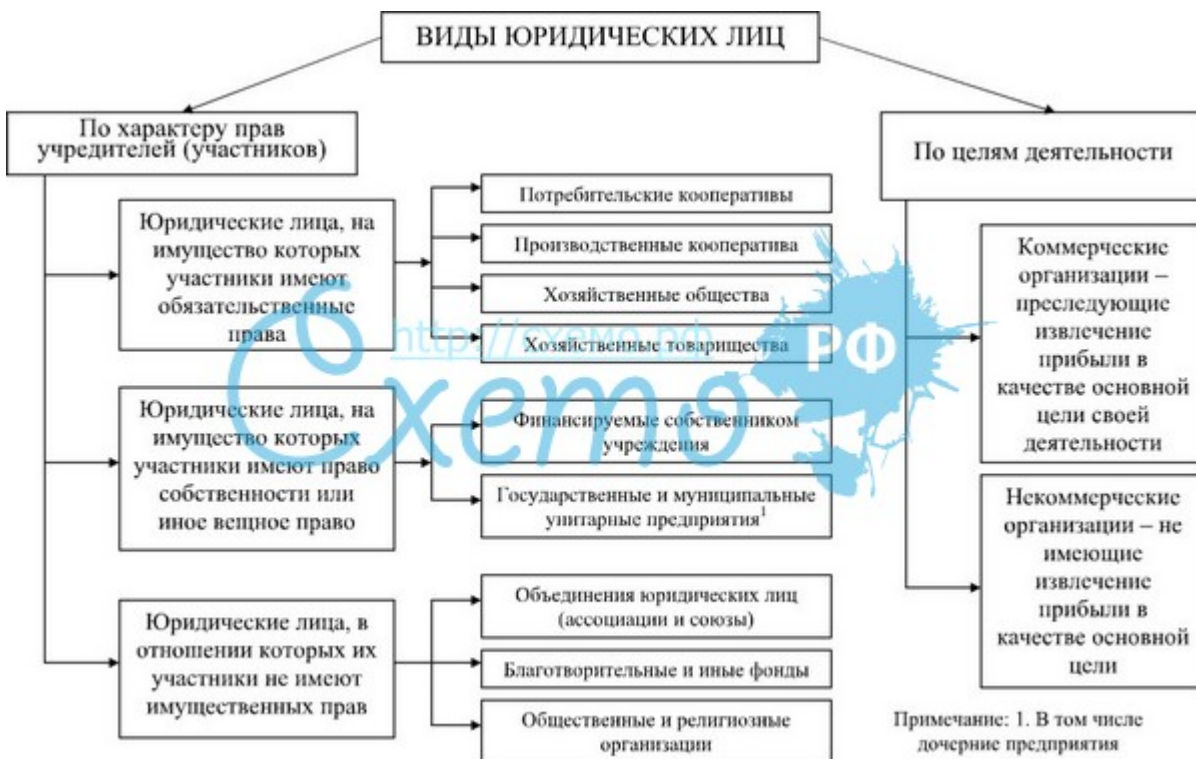 ВИДЫ ЮРИДИЧЕСКИХ ЛИЦ
По характеру прав
учредителей (участников)
Юридические лица, на
имущество которых
участники имеют
обязательственные
права
Потребительские кооперативы
Производственные кооператива
Хозяйственные общества
Хозяйственные товарищества
Юридические лица, на
имущество которых
участники имеют право
собственности или
иное вещное право
Финансируемые собственником
учреждения
Государственные и муниципальные
унитарные предприятия¹
Юридические лица, в
отношении которых их
участники не имеют
имущественных прав
Объединения юридических лиц
(ассоциации и союзы)
Благотворительные и иные фонды
Общественные и религиозные
организации
По целям деятельности
Коммерческие
организации –
преследующие
извлечение
прибыли в
качестве основной
цели своей
деятельности
Некоммерческие
организации – не
имеющие
извлечение
прибыли в
качестве основной
цели
Примечание: 1. В том числе
дочерние предприятия
http://схемо.рф
Схемо
РФ